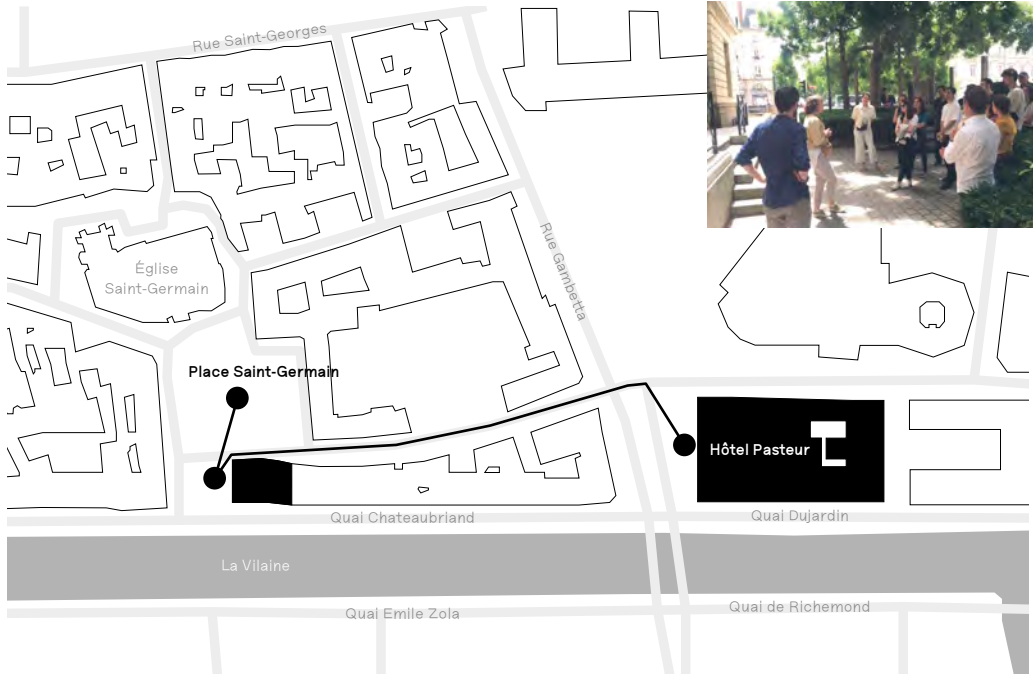 Rue Saint-Georges
Rue Gambetta
Église
Saint-Germain
Place Saint-Germain
Hôtel Pasteur
Quai Chateaubriand
Quai Dujardin
La Vilaine
Quai Emile Zola
Quai de Richemond